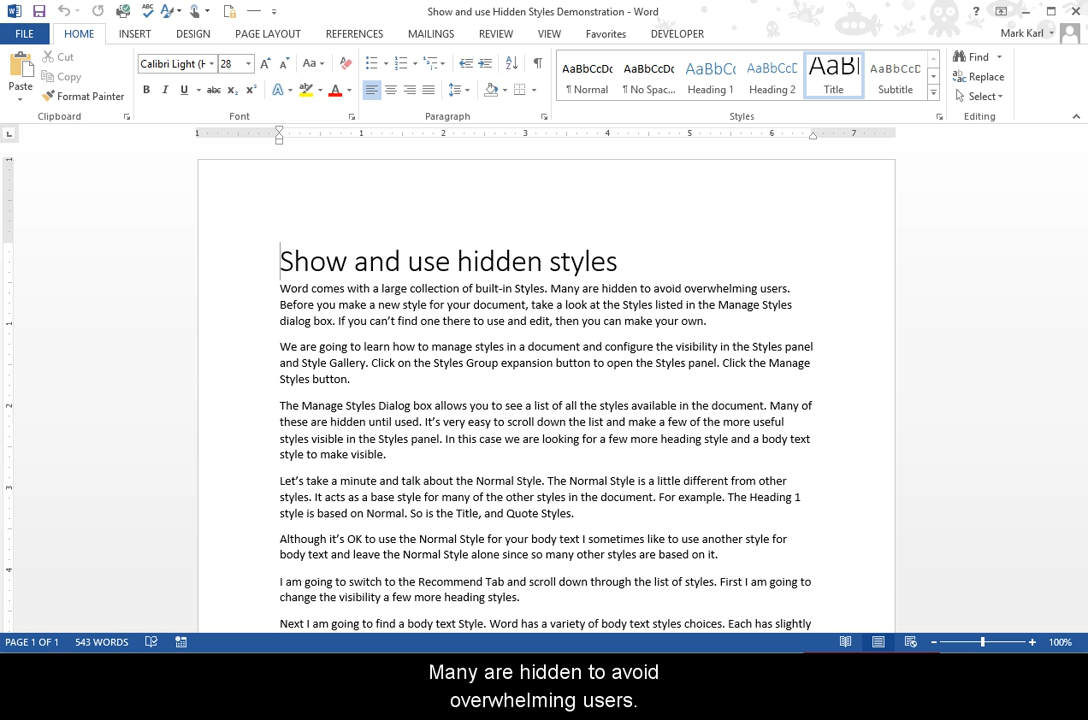 Show and use Hidden Styles Demonstration - Word
FILE HOME INSERT DESIGN PAGE LAYOUT REFERENCES MAILINGS REVIEW VIEW Favorites DEVELOPER Mark Karl
Paste
Cut
Copy
Format Painter
Calibri Light (H 28
AaBbCcDc AaBbCcDc AaBbCc AaBbCcD AaBl AaBbCcD
¶ Normal ¶ No Spac... Heading 1 Heading 2 Title Subtitle
Find
Replace
Select
Clipboard Font Paragraph Styles Editing
1 1 2 3 4 5 6 7
Show and use hidden styles
Word comes with a large collection of built-in Styles. Many are hidden to avoid overwhelming users.
Before you make a new style for your document, take a look at the Styles listed in the Manage Styles
dialog box. If you can't find one there to use and edit, then you can make your own.
We are going to learn how to manage styles in a document and configure the visibility in the Styles panel
and Style Gallery. Click on the Styles Group expansion button to open the Styles panel. Click the Manage
Styles button.
The Manage Styles Dialog box allows you to see a list of all the styles available in the document. Many of
these are hidden until used. It's very easy to scroll down the list and make a few of the more useful
styles visible in the Styles panel. In this case we are looking for a few more heading style and a body text
style to make visible.
Let's take a minute and talk about the Normal Style. The Normal Style is a little different from other
styles. It acts as a base style for many of the other styles in the document. For example. The Heading 1
style is based on Normal. So is the Title, and Quote Styles.
Although it's OK to use the Normal Style for your body text I sometimes like to use another style for
body text and leave the Normal Style alone since so many other styles are based on it.
I am going to switch to the Recommend Tab and scroll down through the list of styles. First I am going to
change the visibility a few more heading styles.
Next I am going to find a body text Style. Word has a variety of body text styles choices. Each has slightly
PAGE 1 OF 1 543 WORDS 100%
Many are hidden to avoid
overwhelming users.